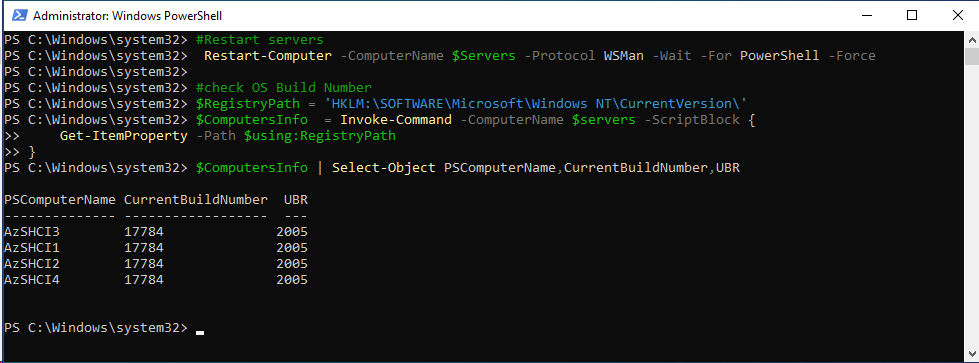 Administrator: Windows PowerShell
PS C:\Windows\system32> #Restart servers
PS C:\Windows\system32>  Restart-Computer -ComputerName $Servers -Protocol WSMan -Wait -For PowerShell -Force
PS C:\Windows\system32>
PS C:\Windows\system32> #check OS Build Number
PS C:\Windows\system32> $RegistryPath = 'HKLM:\SOFTWARE\Microsoft\Windows NT\CurrentVersion\'
PS C:\Windows\system32> $ComputersInfo  = Invoke-Command -ComputerName $servers -ScriptBlock {
>>     Get-ItemProperty -Path $using:RegistryPath
>> }
PS C:\Windows\system32> $ComputersInfo | Select-Object PSComputerName,CurrentBuildNumber,UBR
PSComputerName CurrentBuildNumber  UBR
-------------- ------------------  ---
AzSHCI3        17784              2005
AzSHCI1        17784              2005
AzSHCI2        17784              2005
AzSHCI4        17784              2005
PS C:\Windows\system32> _